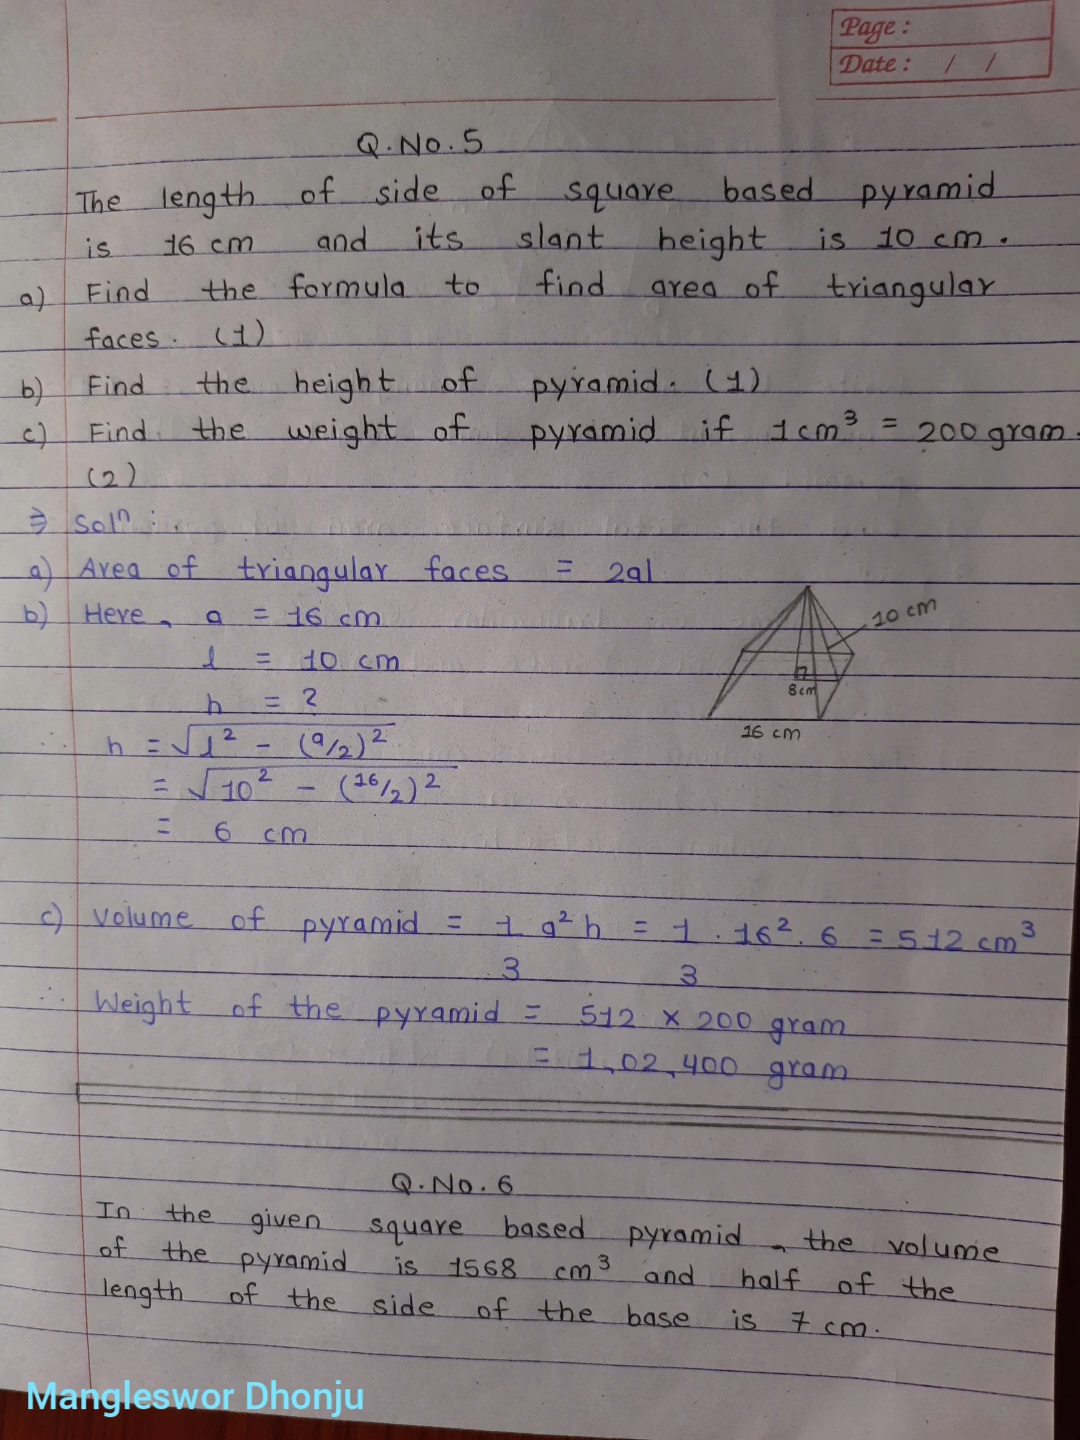 Page :
Date : / /
Q.No.5
The length of side of square based pyramid
is 16 cm and its slant height is 10 cm.
a) Find the formula to find area of triangular
faces. (1)
b) Find the height of pyramid. (1)
c) Find the weight of pyramid if 1cm³ = 200 gram.
(2)
⇒ Solⁿ :.
a) Area of triangular faces = 2al
b) Here, a = 16 cm
l = 10 cm
h = ?
∴ h = √l² - (a/2)²
= √10² - (16/2)²
= 6 cm
10 cm
8 cm
16 cm
c) Volume of pyramid = 1/3 a² h = 1/3 . 16² . 6 = 512 cm³
∴ Weight of the pyramid = 512 × 200 gram
= 1,02,400 gram
Q.No.6
In the given square based pyramid, the volume
of the pyramid is 1568 cm³ and half of the
length of the side of the base is 7 cm.
Mangleswor Dhonju